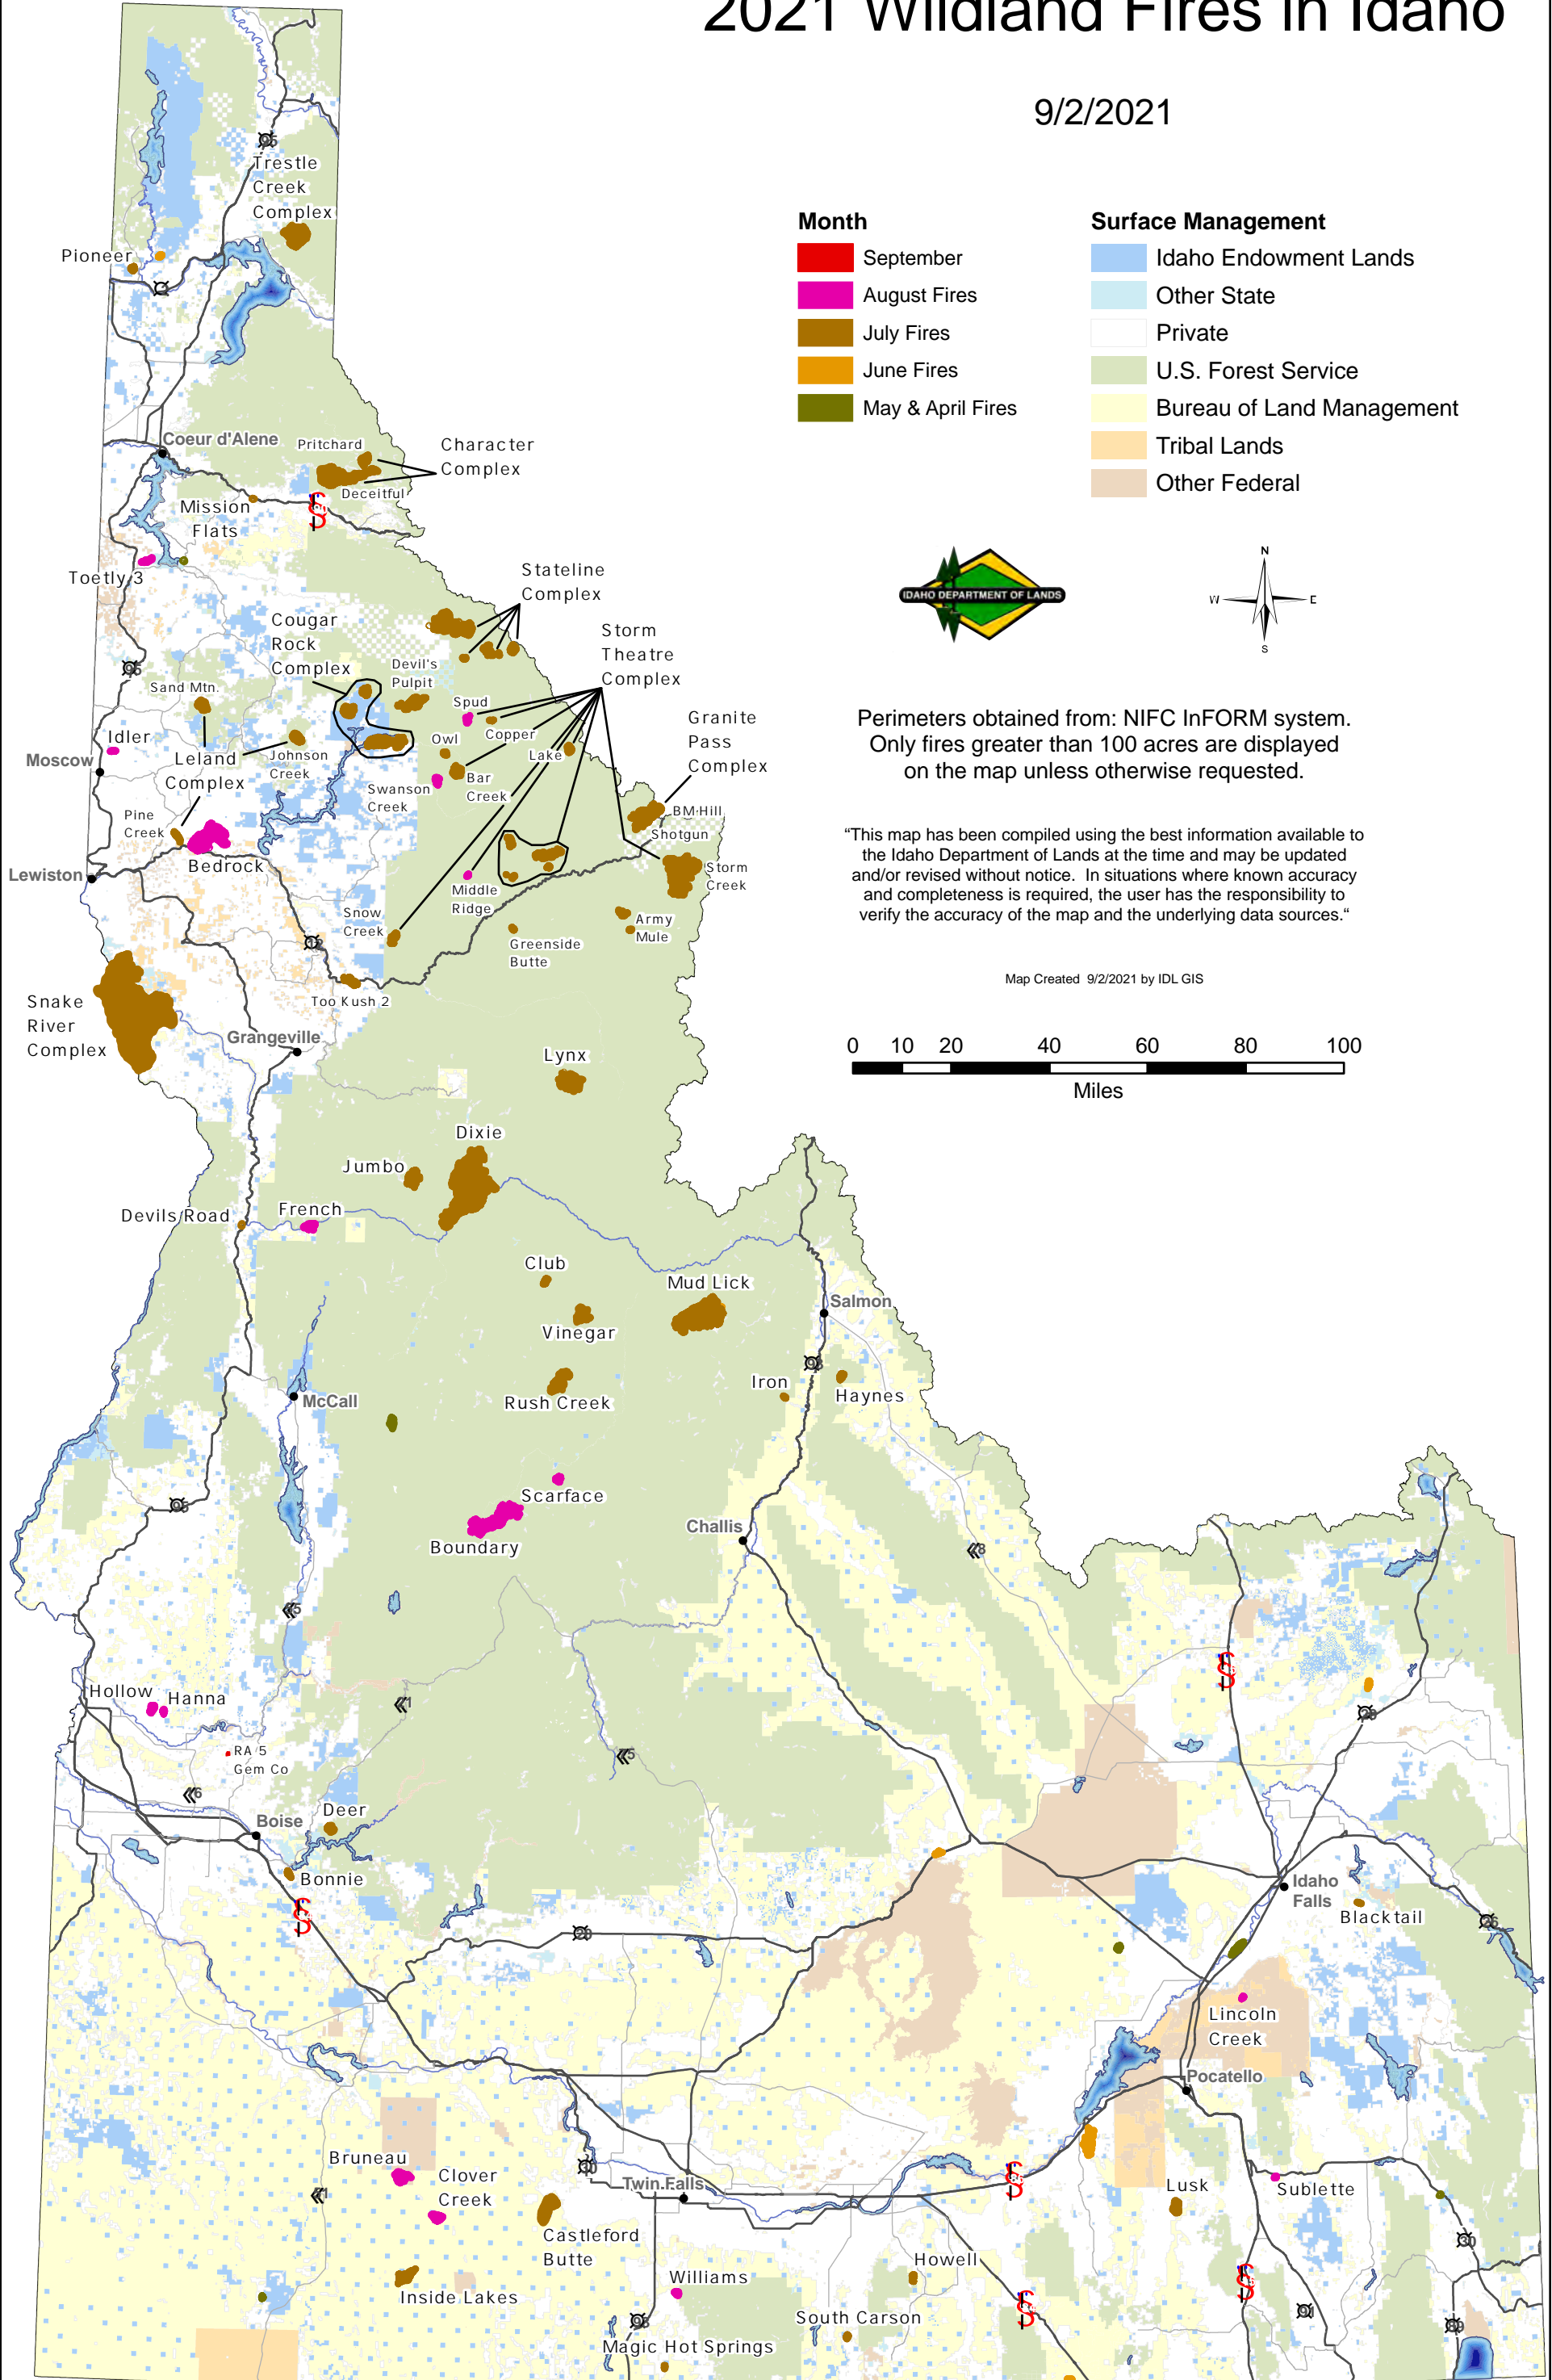 2021 Wildland Fires in Idaho
9/2/2021
Month
September
August Fires
July Fires
June Fires
May & April Fires
Surface Management
Idaho Endowment Lands
Other State
Private
U.S. Forest Service
Bureau of Land Management
Tribal Lands
Other Federal
IDAHO DEPARTMENT OF LANDS
N
W
E
S
Perimeters obtained from: NIFC InFORM system.
Only fires greater than 100 acres are displayed
on the map unless otherwise requested.
“This map has been compiled using the best information available to
the Idaho Department of Lands at the time and may be updated
and/or revised without notice.  In situations where known accuracy
and completeness is required, the user has the responsibility to
verify the accuracy of the map and the underlying data sources.“
Map Created  9/2/2021 by IDL GIS
0 10 20 40 60 80 100
Miles
Trestle
Creek
Complex
Pioneer
Coeur d'Alene
Pritchard
Character
Complex
Deceitful
Mission
Flats
Toetly 3
Stateline
Complex
Cougar
Rock
Complex
Storm
Theatre
Complex
Devil's
Pulpit
Sand Mtn.
Spud
Granite
Pass
Complex
Idler
Owl
Copper
Lake
Moscow
Leland
Complex
Johnson
Creek
Bar
Creek
Swanson
Creek
Pine
Creek
BM Hill
Shotgun
Bedrock
Lewiston
Storm
Creek
Middle
Ridge
Snow
Creek
Army
Mule
Greenside
Butte
Too Kush 2
Snake
River
Complex
Grangeville
Lynx
Dixie
Jumbo
Devils Road
French
Club
Mud Lick
Salmon
Vinegar
Iron
Haynes
Rush Creek
McCall
Scarface
Challis
Boundary
Hollow
Hanna
RA 5
Gem Co
Deer
Boise
Bonnie
Idaho
Falls
Blacktail
Lincoln
Creek
Pocatello
Bruneau
Clover
Creek
Twin Falls
Lusk
Sublette
Castleford
Butte
Howell
Inside Lakes
Williams
South Carson
Magic Hot Springs